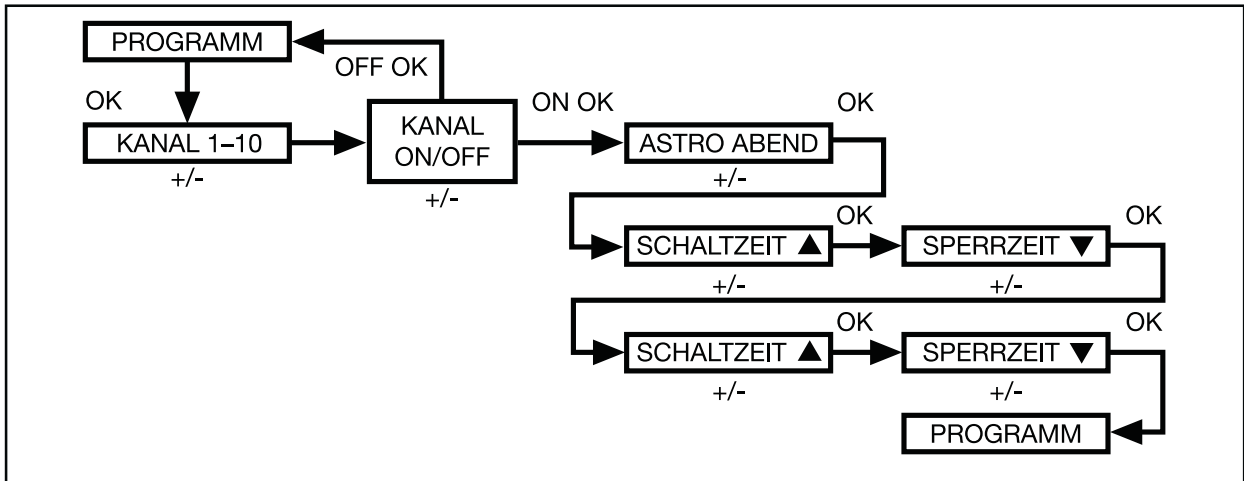 PROGRAMM
OFF OK
OK
KANAL 1–10
+/-
KANAL
ON/OFF
+/-
ON OK
ASTRO ABEND
+/-
OK
SCHALTZEIT ▲
+/-
OK
SPERRZEIT ▼
+/-
OK
SCHALTZEIT ▲
+/-
OK
SPERRZEIT ▼
+/-
OK
PROGRAMM